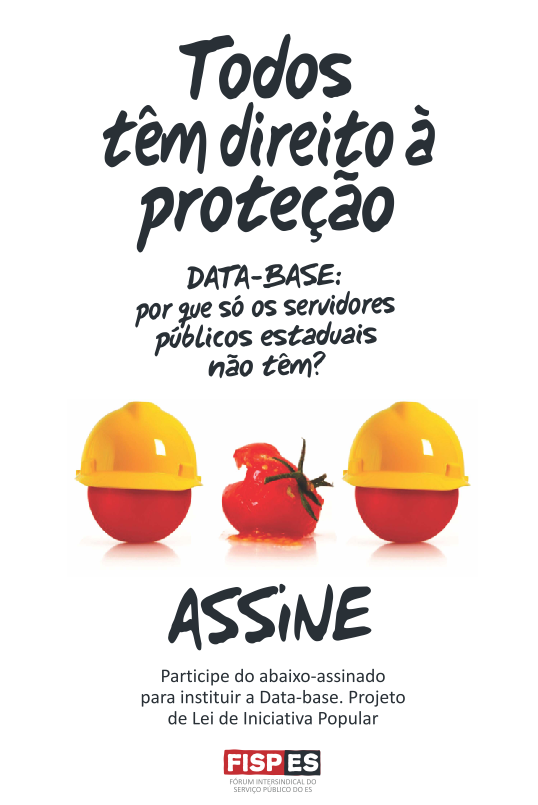 Todos
têm direito à
proteção
DATA-BASE:
por que só os servidores
públicos estaduais
não têm?
ASSiNE
Participe do abaixo-assinado
para instituir a Data-base. Projeto
de Lei de Iniciativa Popular
FISPES
FÓRUM INTERSINDICAL DO
SERVIÇO PÚBLICO DO ES